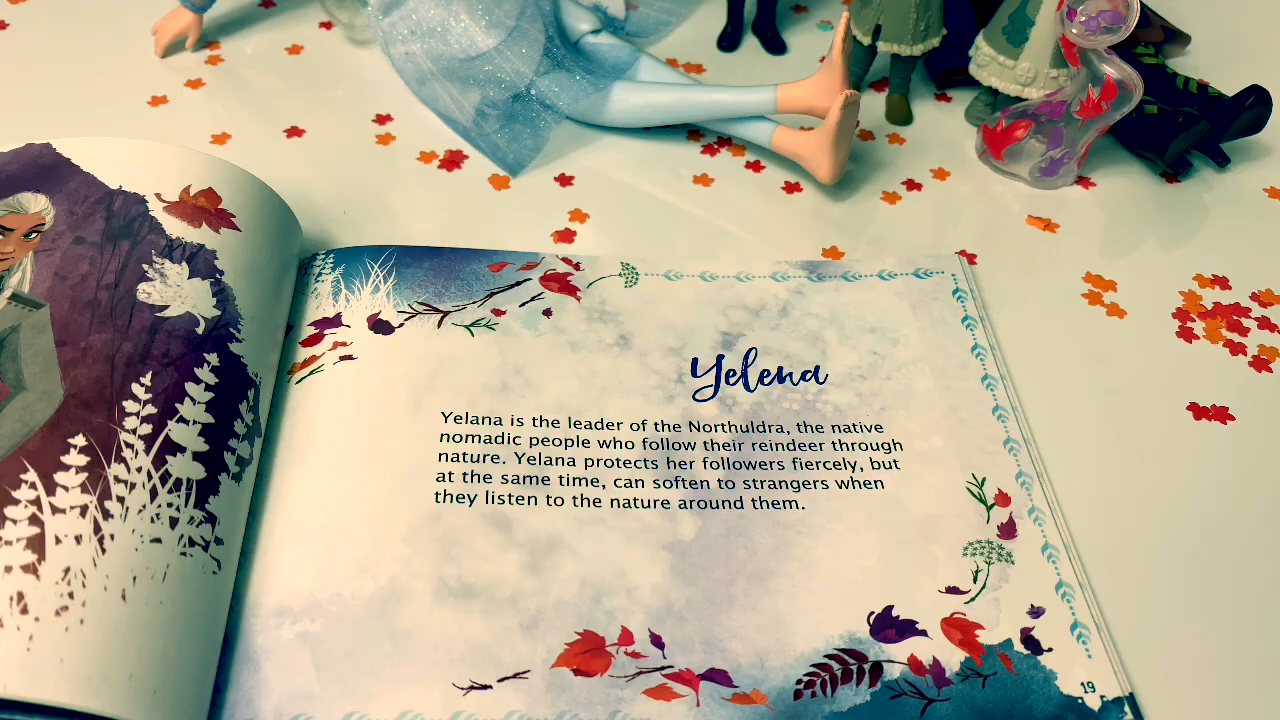 Yelena
Yelana is the leader of the Northuldra, the native
nomadic people who follow their reindeer through
nature. Yelana protects her followers fiercely, but
at the same time, can soften to strangers when
they listen to the nature around them.
19